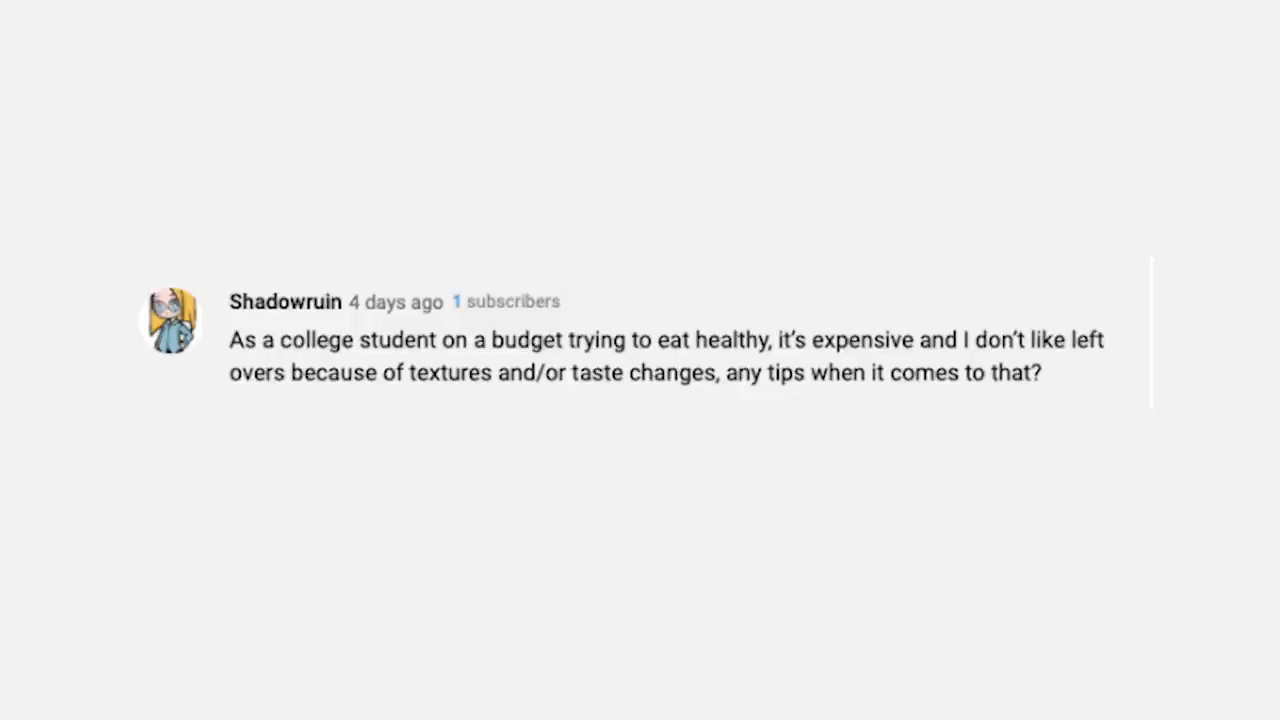 Shadowruin 4 days ago 1 subscribers
As a college student on a budget trying to eat healthy, it's expensive and I don't like left
overs because of textures and/or taste changes, any tips when it comes to that?